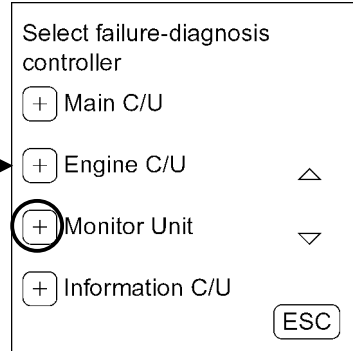 Select failure-diagnosis
controller
+ Main C/U
+ Engine C/U
+ Monitor Unit
+ Information C/U
ESC